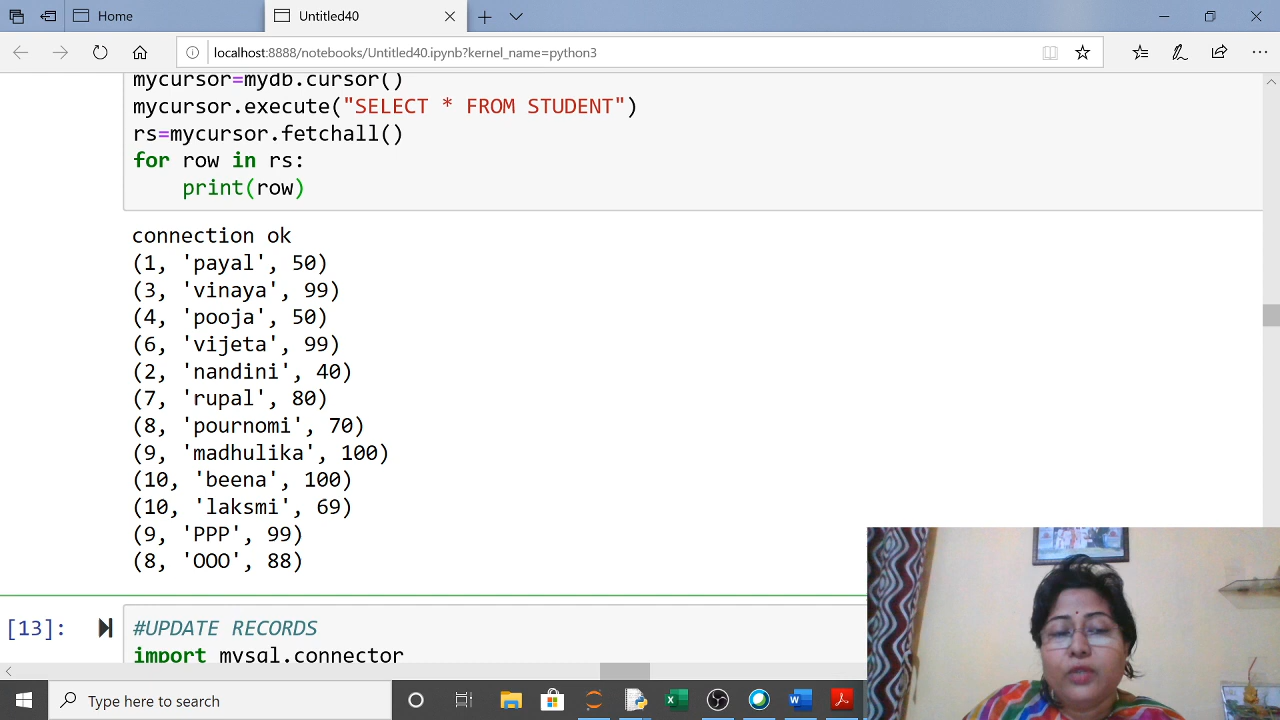 Home
Untitled40
localhost:8888/notebooks/Untitled40.ipynb?kernel_name=python3
mycursor=mydb.cursor()
mycursor.execute("SELECT * FROM STUDENT")
rs=mycursor.fetchall()
for row in rs:
print(row)
connection ok
(1, 'payal', 50)
(3, 'vinaya', 99)
(4, 'pooja', 50)
(6, 'vijeta', 99)
(2, 'nandini', 40)
(7, 'rupal', 80)
(8, 'pournomi', 70)
(9, 'madhulika', 100)
(10, 'beena', 100)
(10, 'laksmi', 69)
(9, 'PPP', 99)
(8, 'OOO', 88)
[13]:
#UPDATE RECORDS
import mysql.connector
Type here to search